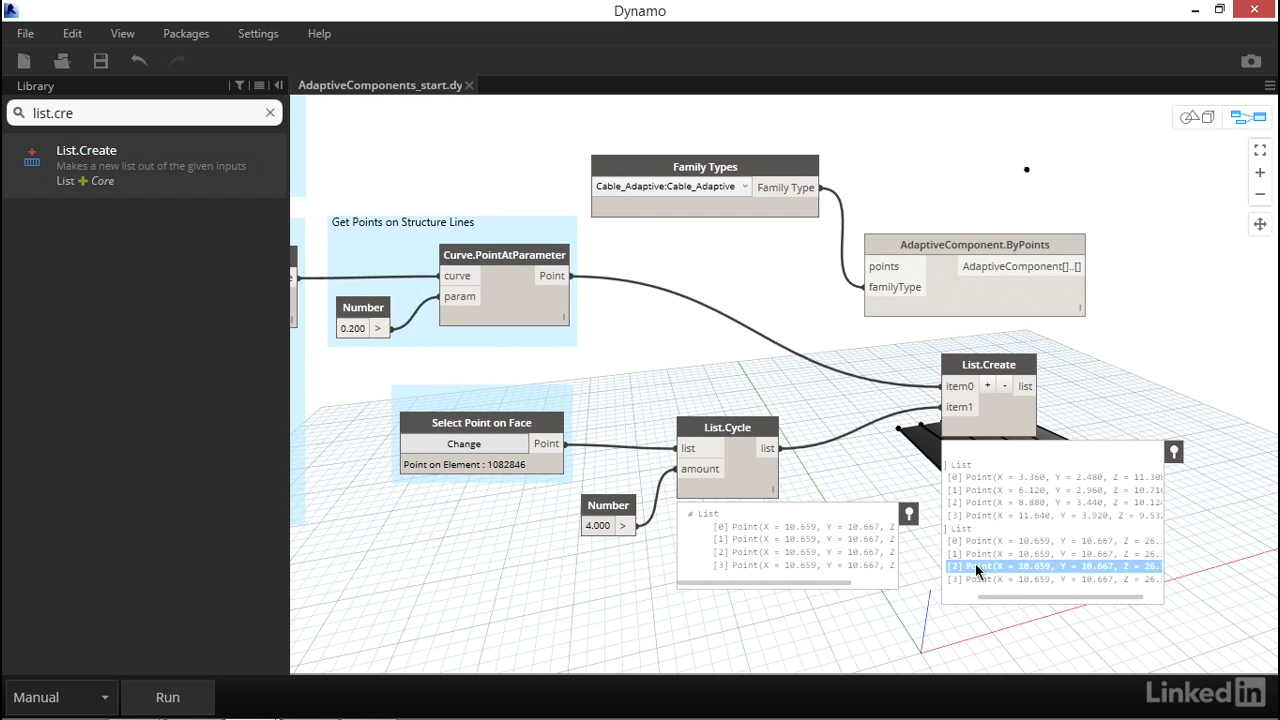 Dynamo
File Edit View Packages Settings Help
Library
AdaptiveComponents_start.dy
list.cre
List.Create
Makes a new list out of the given inputs
List + Core
Family Types
Cable_Adaptive:Cable_Adaptive Family Type
Get Points on Structure Lines
Curve.PointAtParameter
curve Point
param
Number
0.200 >
AdaptiveComponent.ByPoints
points AdaptiveComponent[]..[]
familyType
List.Create
item0 + - list
item1
Select Point on Face
Change Point
Point on Element : 1082846
List.Cycle
list list
amount
Number
4.000 >
List
[0] Point(X = 10.659, Y = 10.667, Z
[1] Point(X = 10.659, Y = 10.667, Z
[2] Point(X = 10.659, Y = 10.667, Z
[3] Point(X = 10.659, Y = 10.667, Z
] List
[0] Point(X = 3.360, Y = 2.480, Z = 11.30
[1] Point(X = 6.120, Y = 2.960, Z = 10.71
[2] Point(X = 8.880, Y = 3.440, Z = 10.12
[3] Point(X = 11.640, Y = 3.920, Z = 9.53
] List
[0] Point(X = 10.659, Y = 10.667, Z = 26.
[1] Point(X = 10.659, Y = 10.667, Z = 26.
[2] Point(X = 10.659, Y = 10.667, Z = 26.
[3] Point(X = 10.659, Y = 10.667, Z = 26.
Manual Run
LinkedIn